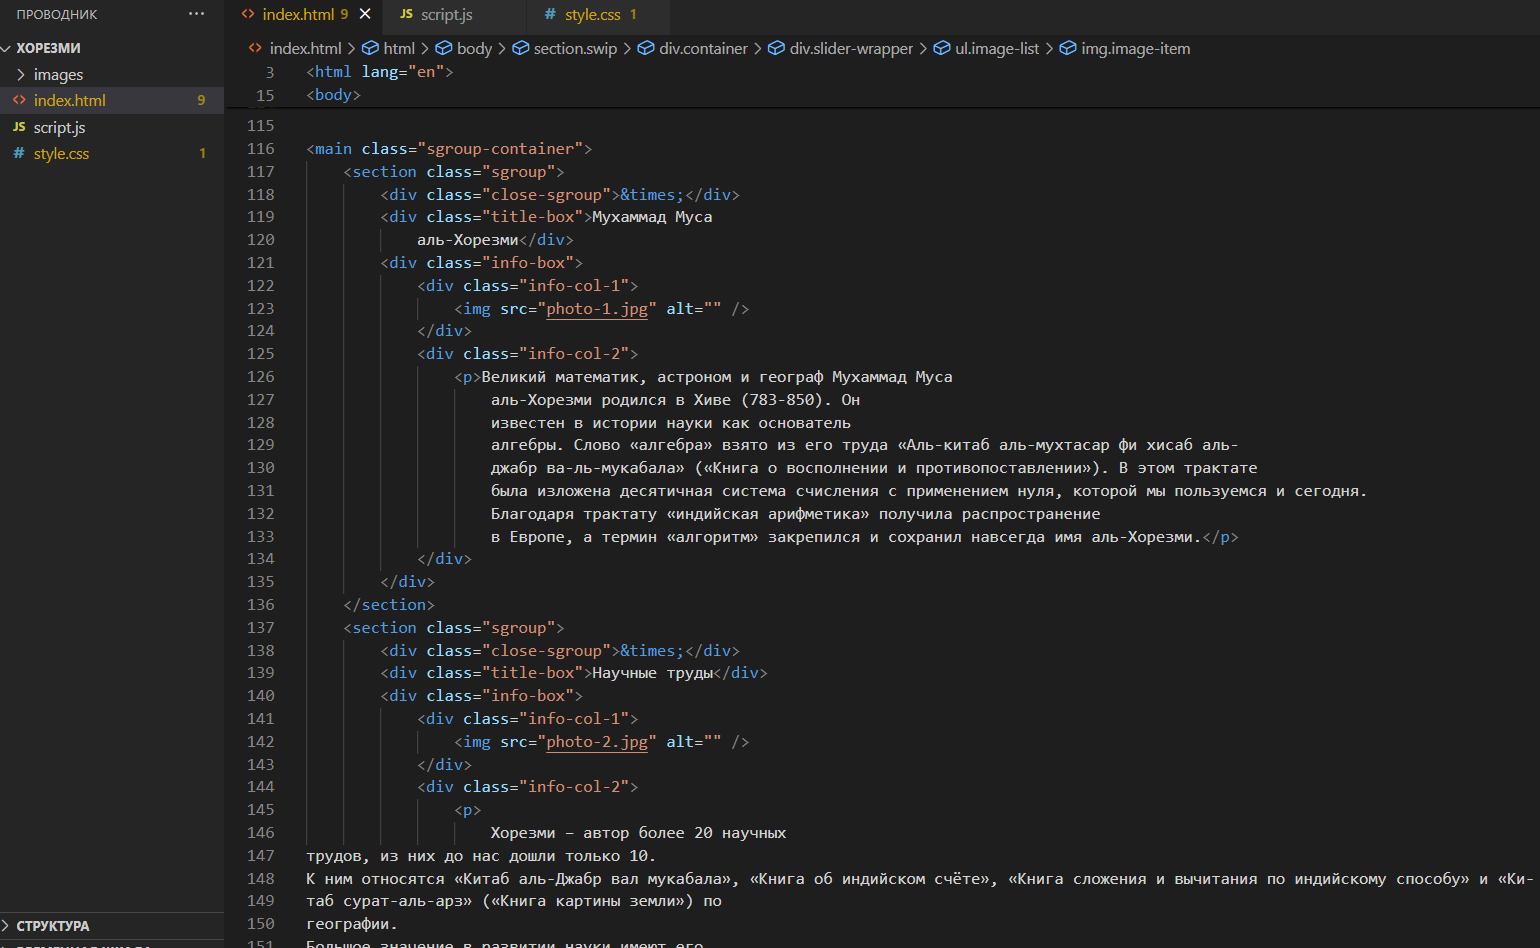 ПРОВОДНИК ···
index.html 9
script.js
style.css 1
ХОРЕЗМИ
images
index.html 9
script.js
style.css 1
СТРУКТУРА
index.html > html > body > section.swip > div.container > div.slider-wrapper > ul.image-list > img.image-item
3 <html lang="en">
15 <body>
115
116 <main class="sgroup-container">
117 <section class="sgroup">
118 <div class="close-sgroup">&times;</div>
119 <div class="title-box">Мухаммад Муса
120 аль-Хорезми</div>
121 <div class="info-box">
122 <div class="info-col-1">
123 <img src="photo-1.jpg" alt="" />
124 </div>
125 <div class="info-col-2">
126 <p>Великий математик, астроном и географ Мухаммад Муса
127 аль-Хорезми родился в Хиве (783-850). Он
128 известен в истории науки как основатель
129 алгебры. Слово «алгебра» взято из его труда «Аль-китаб аль-мухтасар фи хисаб аль-
130 джабр ва-ль-мукабала» («Книга о восполнении и противопоставлении»). В этом трактате
131 была изложена десятичная система счисления с применением нуля, которой мы пользуемся и сегодня.
132 Благодаря трактату «индийская арифметика» получила распространение
133 в Европе, а термин «алгоритм» закрепился и сохранил навсегда имя аль-Хорезми.</p>
134 </div>
135 </div>
136 </section>
137 <section class="sgroup">
138 <div class="close-sgroup">&times;</div>
139 <div class="title-box">Научные труды</div>
140 <div class="info-box">
141 <div class="info-col-1">
142 <img src="photo-2.jpg" alt="" />
143 </div>
144 <div class="info-col-2">
145 <p>
146 Хорезми – автор более 20 научных
147 трудов, из них до нас дошли только 10.
148 К ним относятся «Китаб аль-Джабр вал мукабала», «Книга об индийском счёте», «Книга сложения и вычитания по индийскому способу» и «Ки-
149 таб сурат-аль-арз» («Книга картины земли») по
150 географии.
151 Большое значение в развитии науки имеют его